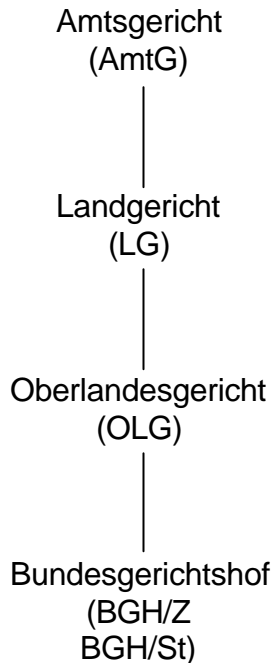 Amtsgericht
(AmtG)
Landgericht
(LG)
Oberlandesgericht
(OLG)
Bundesgerichtshof
(BGH/Z
BGH/St)